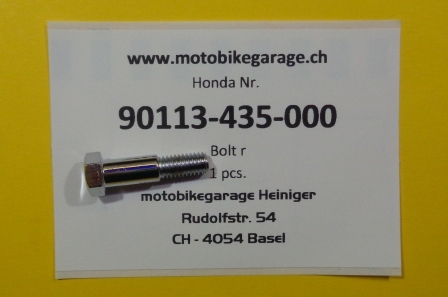 www.motobikegarage.ch
Honda Nr.
90113-435-000
Bolt r
1 pcs.
motobikegarage Heiniger
Rudolfstr. 54
CH - 4054 Basel